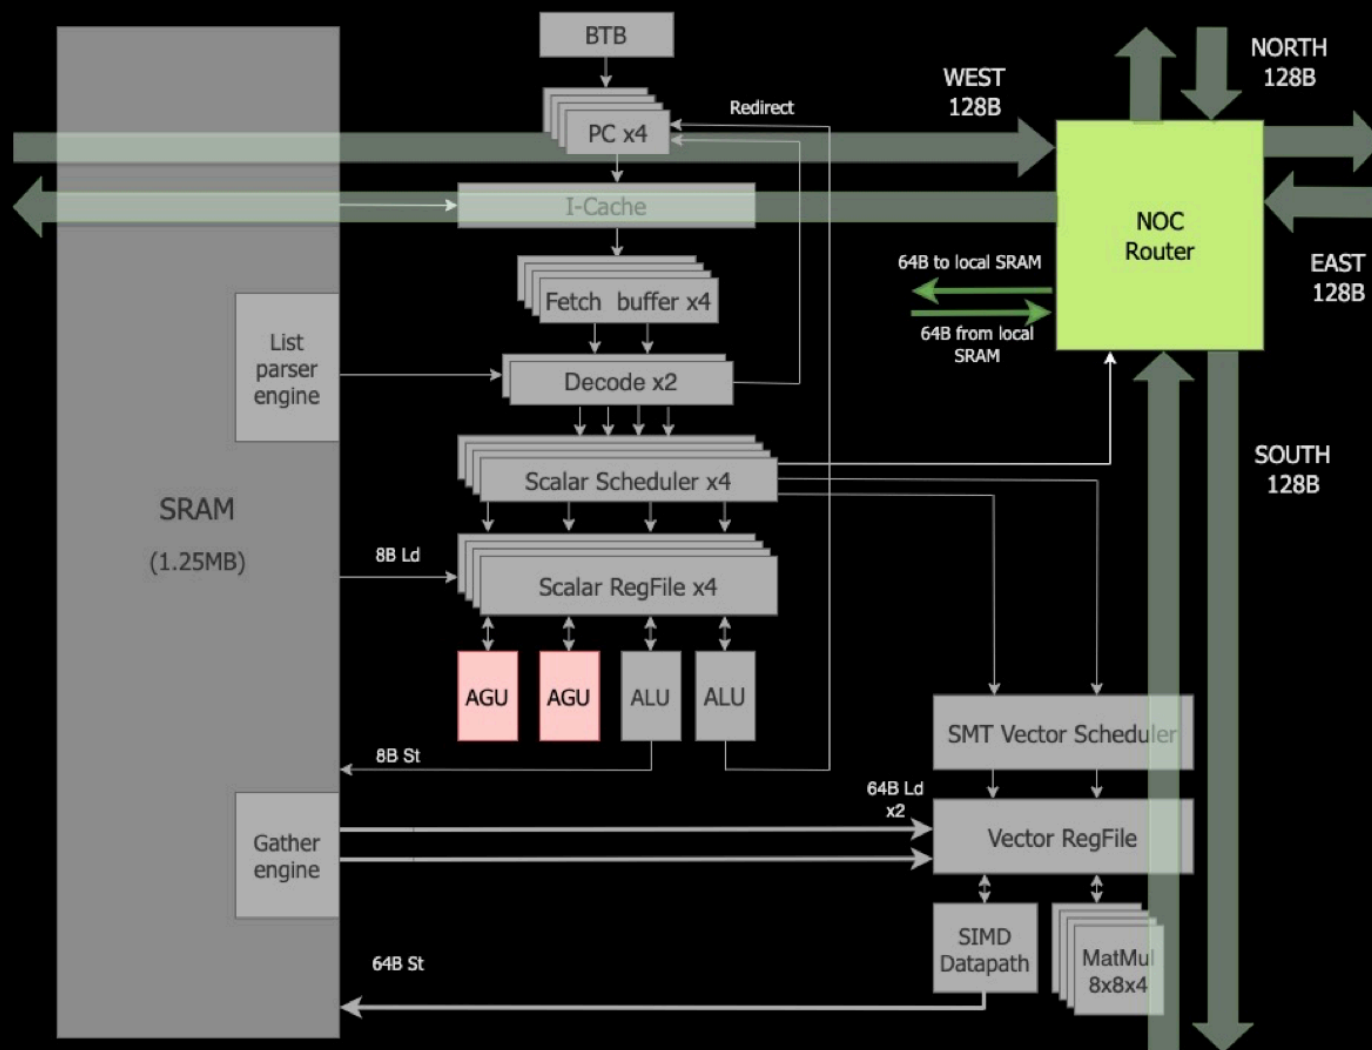 BTB
NORTH
128B
WEST
128B
Redirect
PC x4
I-Cache
NOC
Router
64B to local SRAM
64B from local
SRAM
EAST
128B
Fetch buffer x4
List
parser
engine
Decode x2
Scalar Scheduler x4
SOUTH
128B
SRAM
(1.25MB)
8B Ld
Scalar RegFile x4
AGU
AGU
ALU
ALU
SMT Vector Scheduler
8B St
64B Ld
x2
Gather
engine
Vector RegFile
SIMD
Datapath
MatMul
8x8x4
64B St